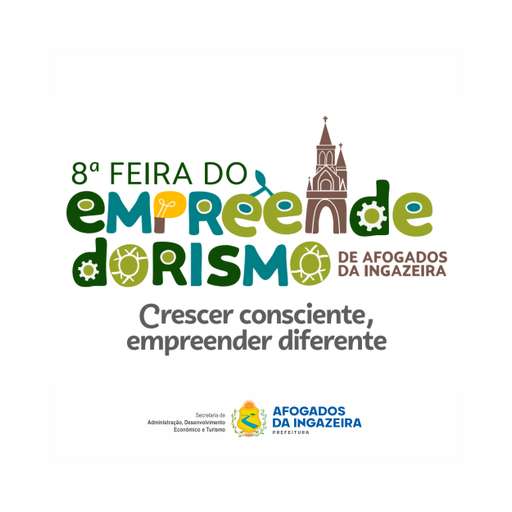 8ª FEIRA DO
emPReeNde
dORISMO
DE AFOGADOS
DA INGAZEIRA
Crescer consciente,
empreender diferente
Secretaria de
Administração, Desenvolvimento
Econômico e Turismo
AFOGADOS
DA INGAZEIRA
PREFEITURA